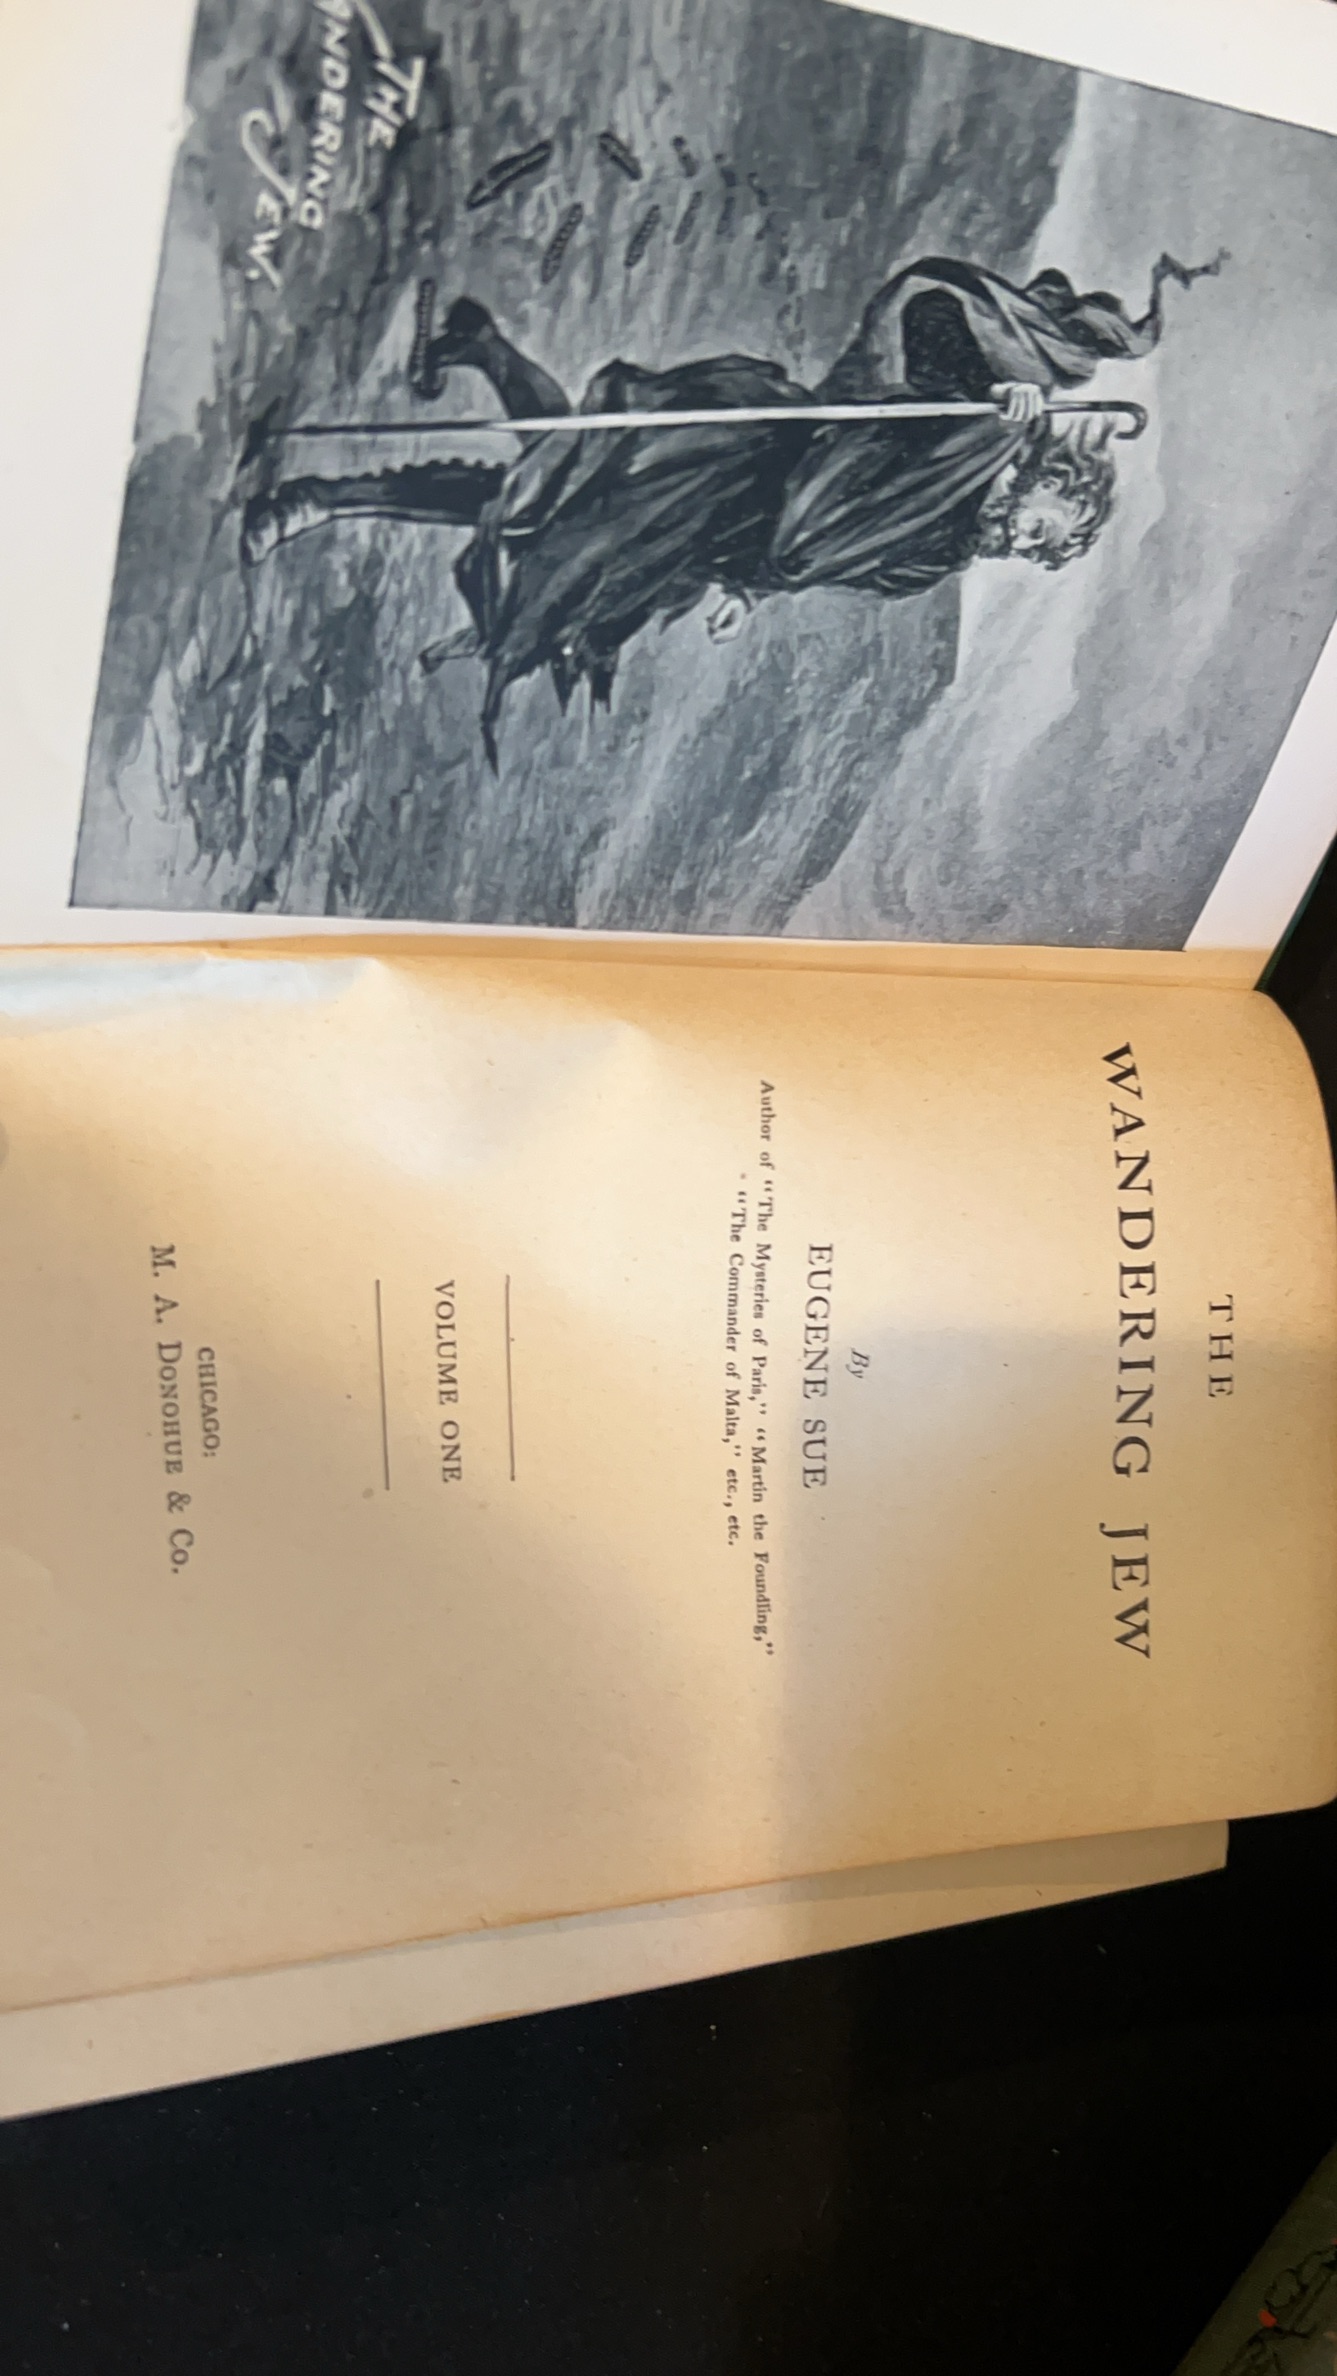 THE
WANDERING
JEW.
THE
WANDERING JEW
By
EUGENE SUE
Author of "The Mysteries of Paris," "Martin the Foundling,"
"The Commander of Malta," etc., etc.
VOLUME ONE
CHICAGO:
M. A. DONOHUE & CO.